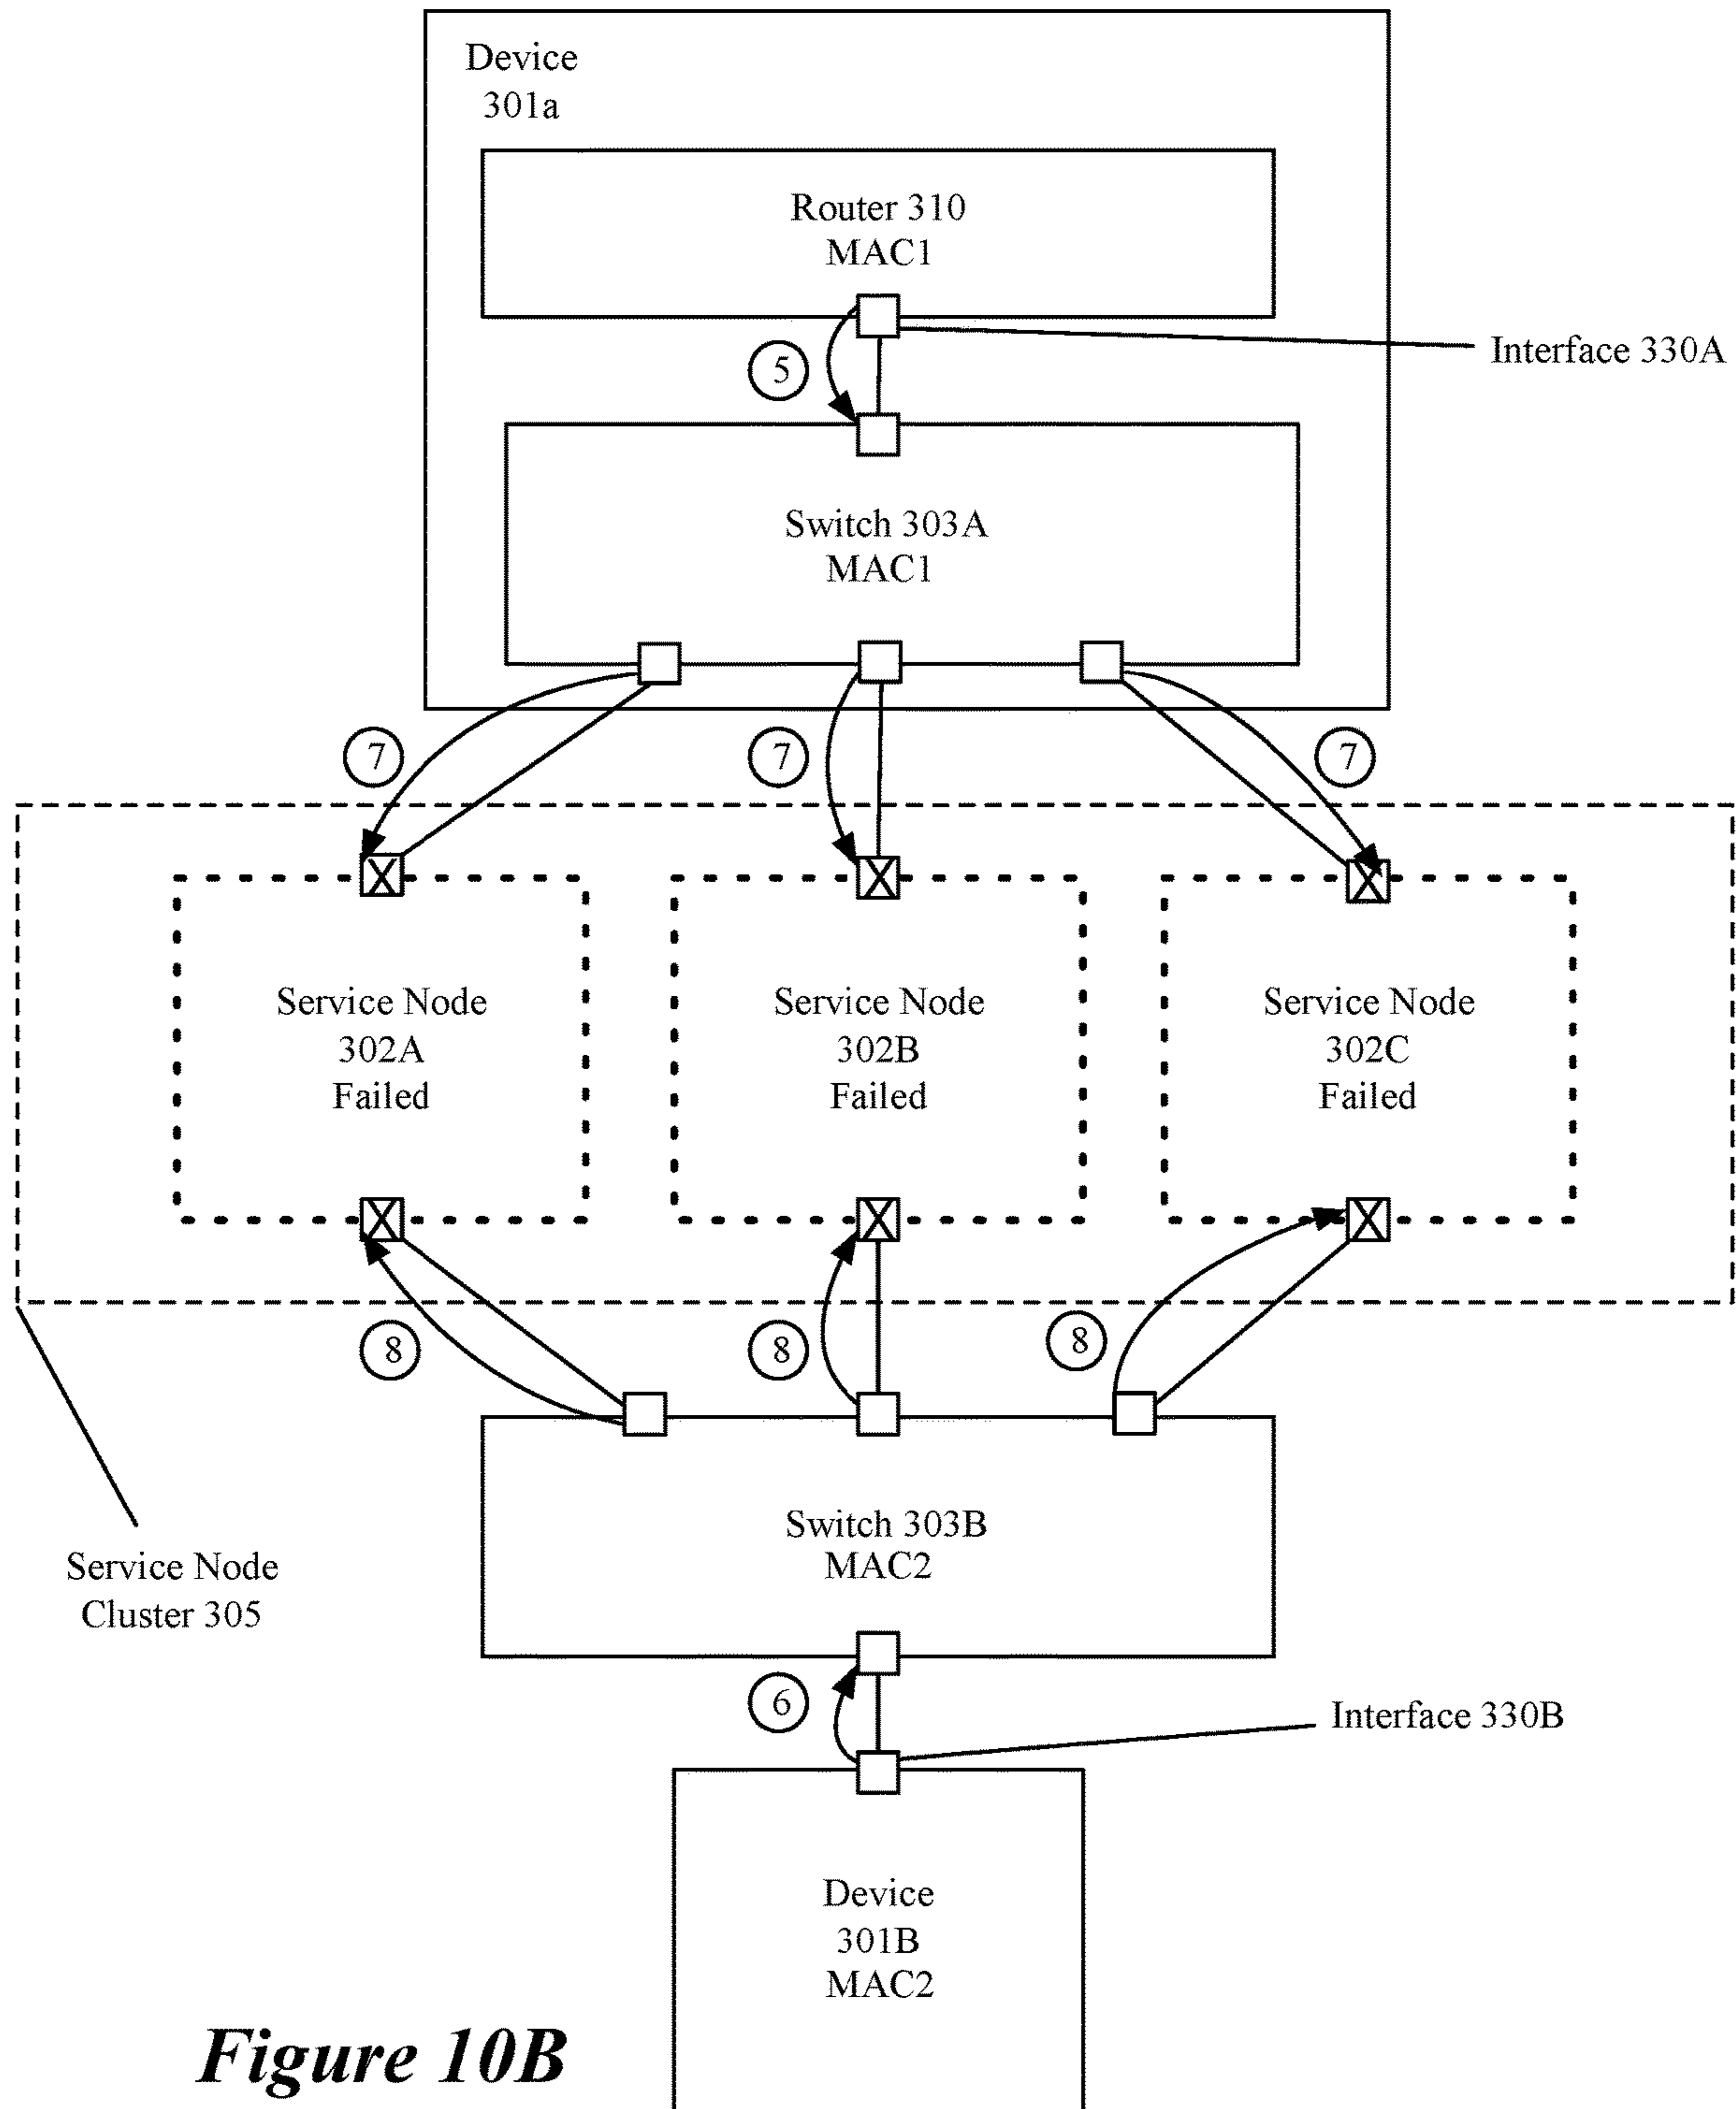 Device
301a
Router 310
MAC1
Interface 330A
5
Switch 303A
MAC1
7
7
7
Service Node
302A
Failed
Service Node
302B
Failed
Service Node
302C
Failed
8
8
8
Switch 303B
MAC2
Service Node
Cluster 305
6
Interface 330B
Device
301B
MAC2
Figure 10B